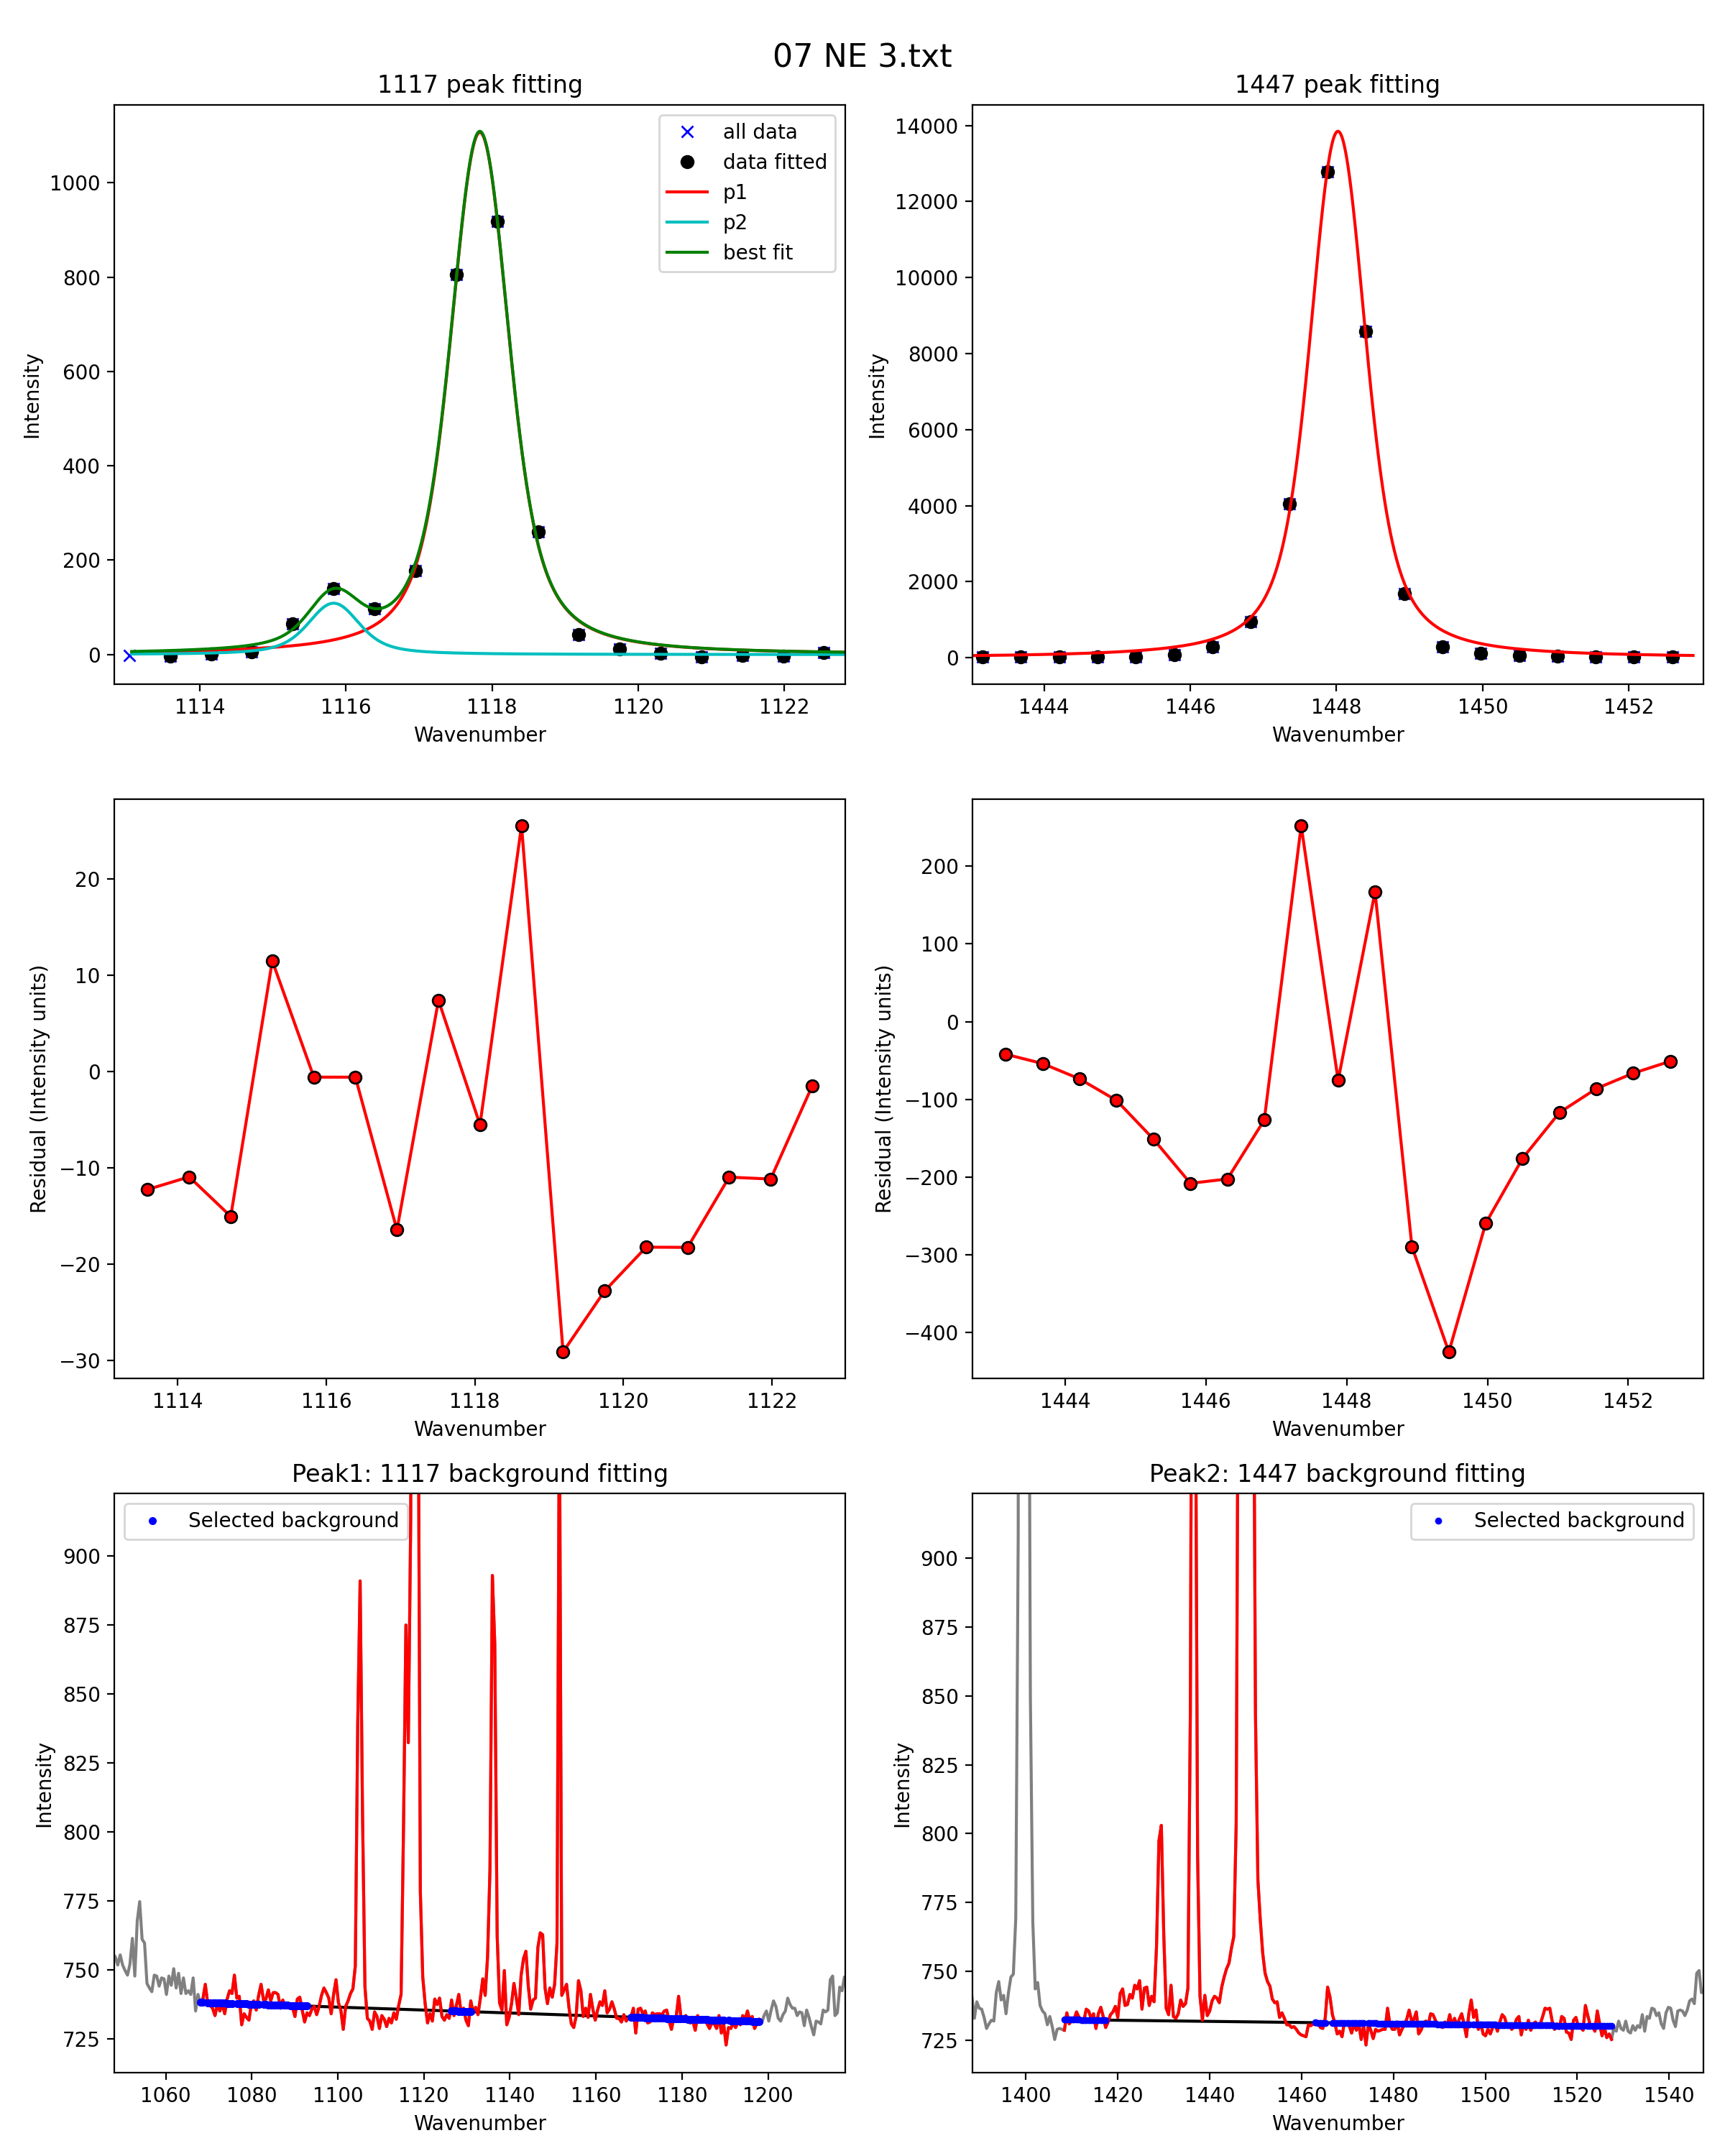 07 NE 3.txt
1117 peak fitting
1000
800
600
400
200
0
Intensity
1114 1116 1118 1120 1122
Wavenumber
all data
data fitted
p1
p2
best fit
1447 peak fitting
14000
12000
10000
8000
6000
4000
2000
0
Intensity
1444 1446 1448 1450 1452
Wavenumber
20
10
0
−10
−20
−30
Residual (Intensity units)
1114 1116 1118 1120 1122
Wavenumber
200
100
0
−100
−200
−300
−400
Residual (Intensity units)
1444 1446 1448 1450 1452
Wavenumber
Peak1: 1117 background fitting
Selected background
900
875
850
825
800
775
750
725
Intensity
1060 1080 1100 1120 1140 1160 1180 1200
Wavenumber
Peak2: 1447 background fitting
Selected background
900
875
850
825
800
775
750
725
Intensity
1400 1420 1440 1460 1480 1500 1520 1540
Wavenumber